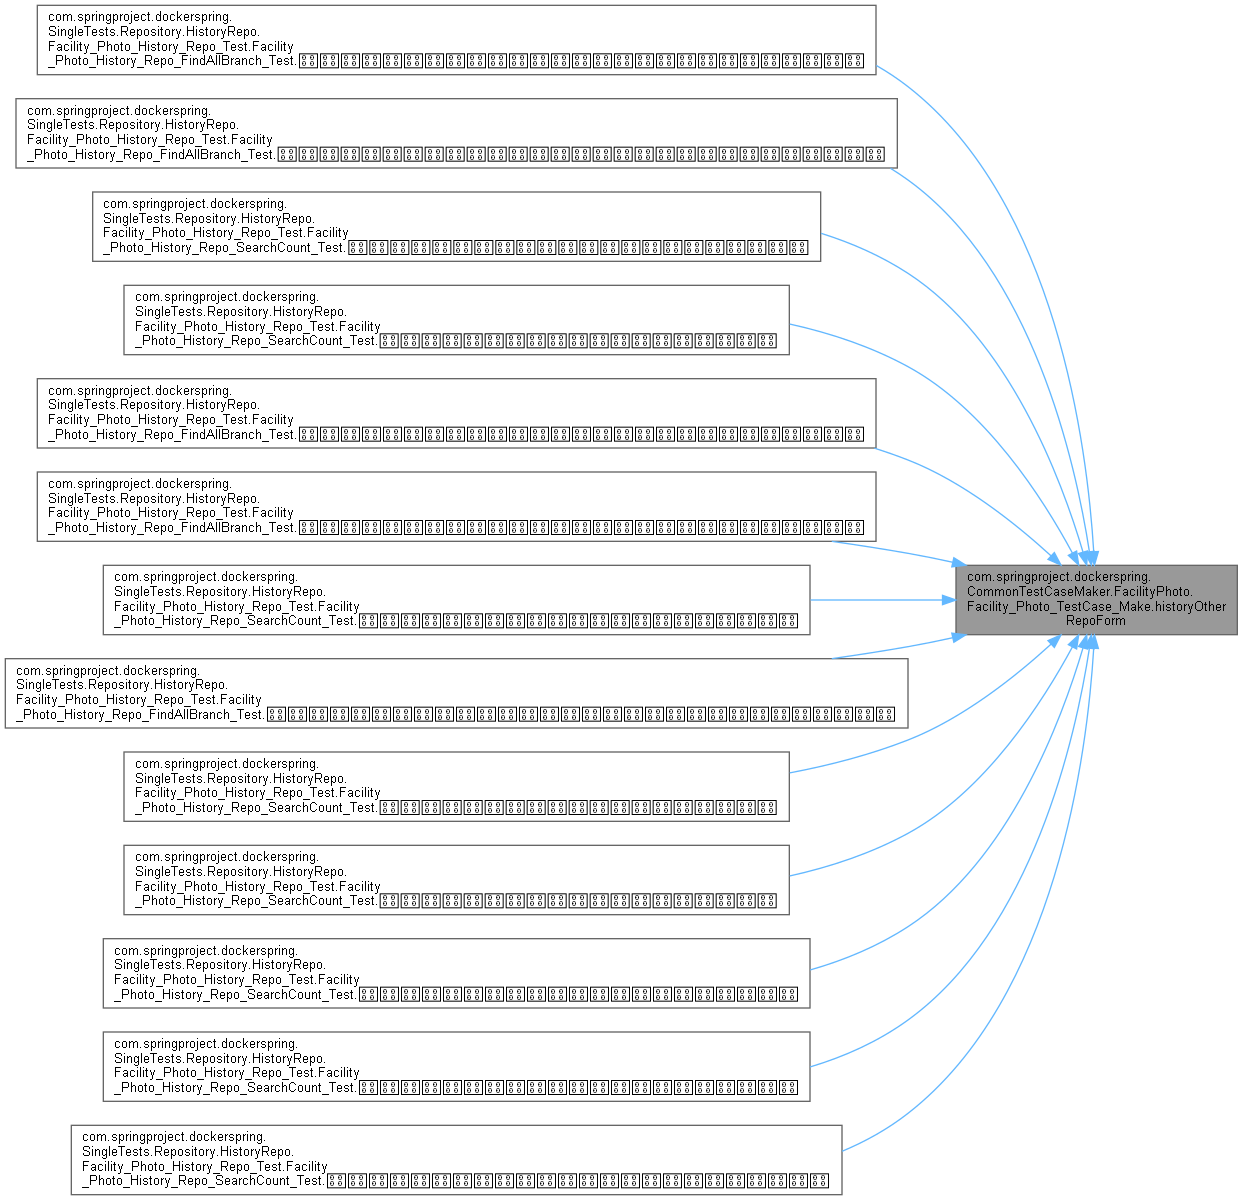 com.springproject.dockerspring.
SingleTests.Repository.HistoryRepo.
Facility_Photo_History_Repo_Test.Facility
_Photo_History_Repo_FindAllBranch_Test.
com.springproject.dockerspring.
SingleTests.Repository.HistoryRepo.
Facility_Photo_History_Repo_Test.Facility
_Photo_History_Repo_FindAllBranch_Test.
com.springproject.dockerspring.
SingleTests.Repository.HistoryRepo.
Facility_Photo_History_Repo_Test.Facility
_Photo_History_Repo_SearchCount_Test.
com.springproject.dockerspring.
SingleTests.Repository.HistoryRepo.
Facility_Photo_History_Repo_Test.Facility
_Photo_History_Repo_SearchCount_Test.
com.springproject.dockerspring.
SingleTests.Repository.HistoryRepo.
Facility_Photo_History_Repo_Test.Facility
_Photo_History_Repo_FindAllBranch_Test.
com.springproject.dockerspring.
SingleTests.Repository.HistoryRepo.
Facility_Photo_History_Repo_Test.Facility
_Photo_History_Repo_FindAllBranch_Test.
com.springproject.dockerspring.
SingleTests.Repository.HistoryRepo.
Facility_Photo_History_Repo_Test.Facility
_Photo_History_Repo_SearchCount_Test.
com.springproject.dockerspring.
CommonTestCaseMaker.FacilityPhoto.
Facility_Photo_TestCase_Make.historyOther
RepoForm
com.springproject.dockerspring.
SingleTests.Repository.HistoryRepo.
Facility_Photo_History_Repo_Test.Facility
_Photo_History_Repo_FindAllBranch_Test.
com.springproject.dockerspring.
SingleTests.Repository.HistoryRepo.
Facility_Photo_History_Repo_Test.Facility
_Photo_History_Repo_SearchCount_Test.
com.springproject.dockerspring.
SingleTests.Repository.HistoryRepo.
Facility_Photo_History_Repo_Test.Facility
_Photo_History_Repo_SearchCount_Test.
com.springproject.dockerspring.
SingleTests.Repository.HistoryRepo.
Facility_Photo_History_Repo_Test.Facility
_Photo_History_Repo_SearchCount_Test.
com.springproject.dockerspring.
SingleTests.Repository.HistoryRepo.
Facility_Photo_History_Repo_Test.Facility
_Photo_History_Repo_SearchCount_Test.
com.springproject.dockerspring.
SingleTests.Repository.HistoryRepo.
Facility_Photo_History_Repo_Test.Facility
_Photo_History_Repo_SearchCount_Test.